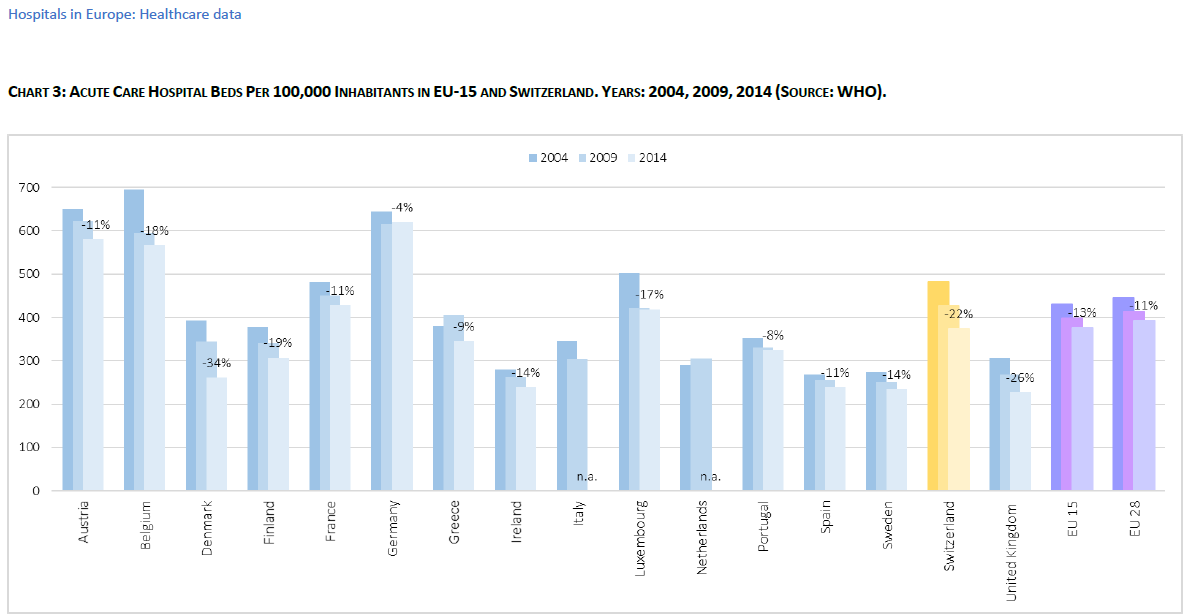 Hospitals in Europe: Healthcare data
CHART 3: ACUTE CARE HOSPITAL BEDS PER 100,000 INHABITANTS IN EU-15 AND SWITZERLAND. YEARS: 2004, 2009, 2014 (SOURCE: WHO).
2004 2009 2014
700
600
500
400
300
200
100
0
-11%
-18%
-34%
-19%
-11%
-4%
-9%
-14%
n.a.
-17%
n.a.
-8%
-11%
-14%
-22%
-26%
-13%
-11%
Austria
Belgium
Denmark
Finland
France
Germany
Greece
Ireland
Italy
Luxembourg
Netherlands
Portugal
Spain
Sweden
Switzerland
United Kingdom
EU 15
EU 28